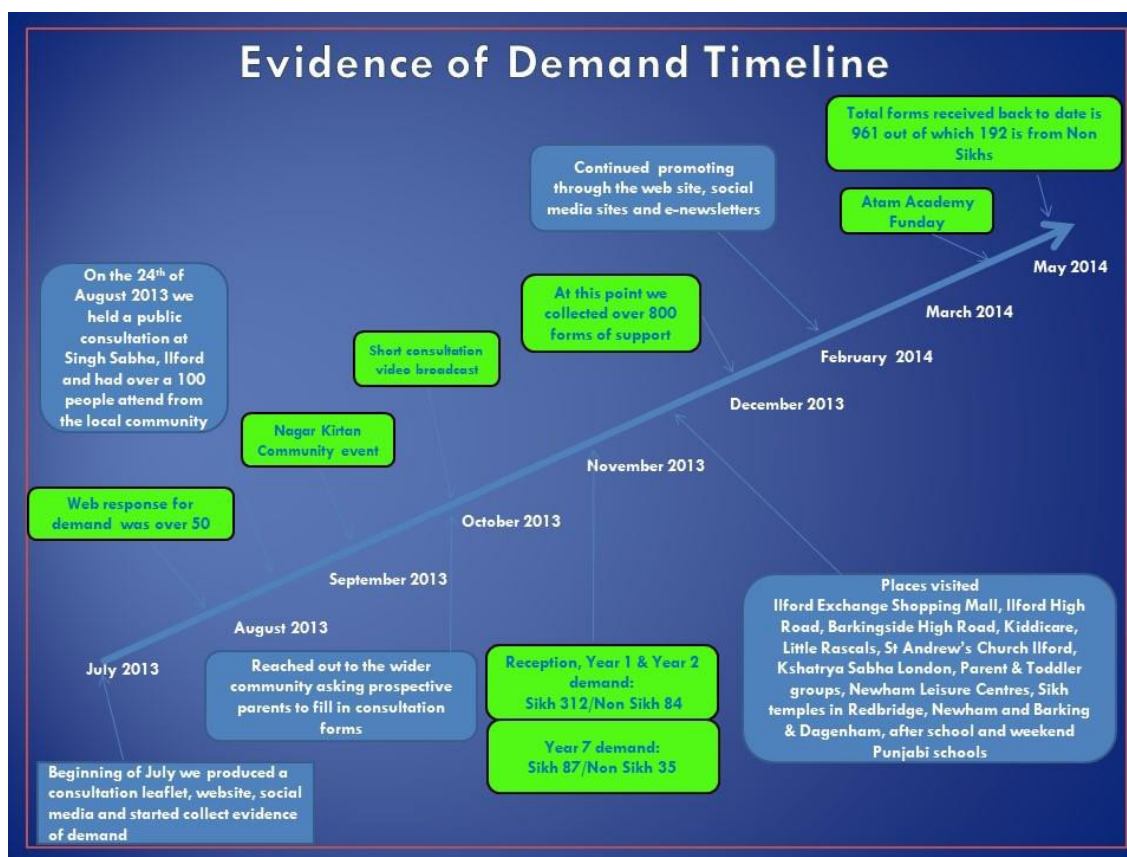 Evidence of Demand Timeline
Total forms received back to date is
961 out of which 192 is from Non
Sikhs
Continued promoting
through the web site, social
media sites and e-newsletters
Atam Academy
Funday
May 2014
On the 24th of
August 2013 we
held a public
consultation at
Singh Sabha, Ilford
and had over a 100
people attend from
the local community
At this point we
collected over 800
forms of support
March 2014
Short consultation
video broadcast
February 2014
December 2013
Nagar Kirtan
Community event
November 2013
Web response for
demand was over 50
October 2013
September 2013
August 2013
July 2013
Reached out to the wider
community asking prospective
parents to fill in consultation
forms
Reception, Year 1 & Year 2
demand:
Sikh 312/Non Sikh 84
Year 7 demand:
Sikh 87/Non Sikh 35
Places visited
Ilford Exchange Shopping Mall, Ilford High
Road, Barkingside High Road, Kiddicare,
Little Rascals, St Andrew's Church Ilford,
Kshatrya Sabha London, Parent & Toddler
groups, Newham Leisure Centres, Sikh
temples in Redbridge, Newham and Barking
& Dagenham, after school and weekend
Punjabi schools
Beginning of July we produced a
consultation leaflet, website, social
media and started collect evidence
of demand